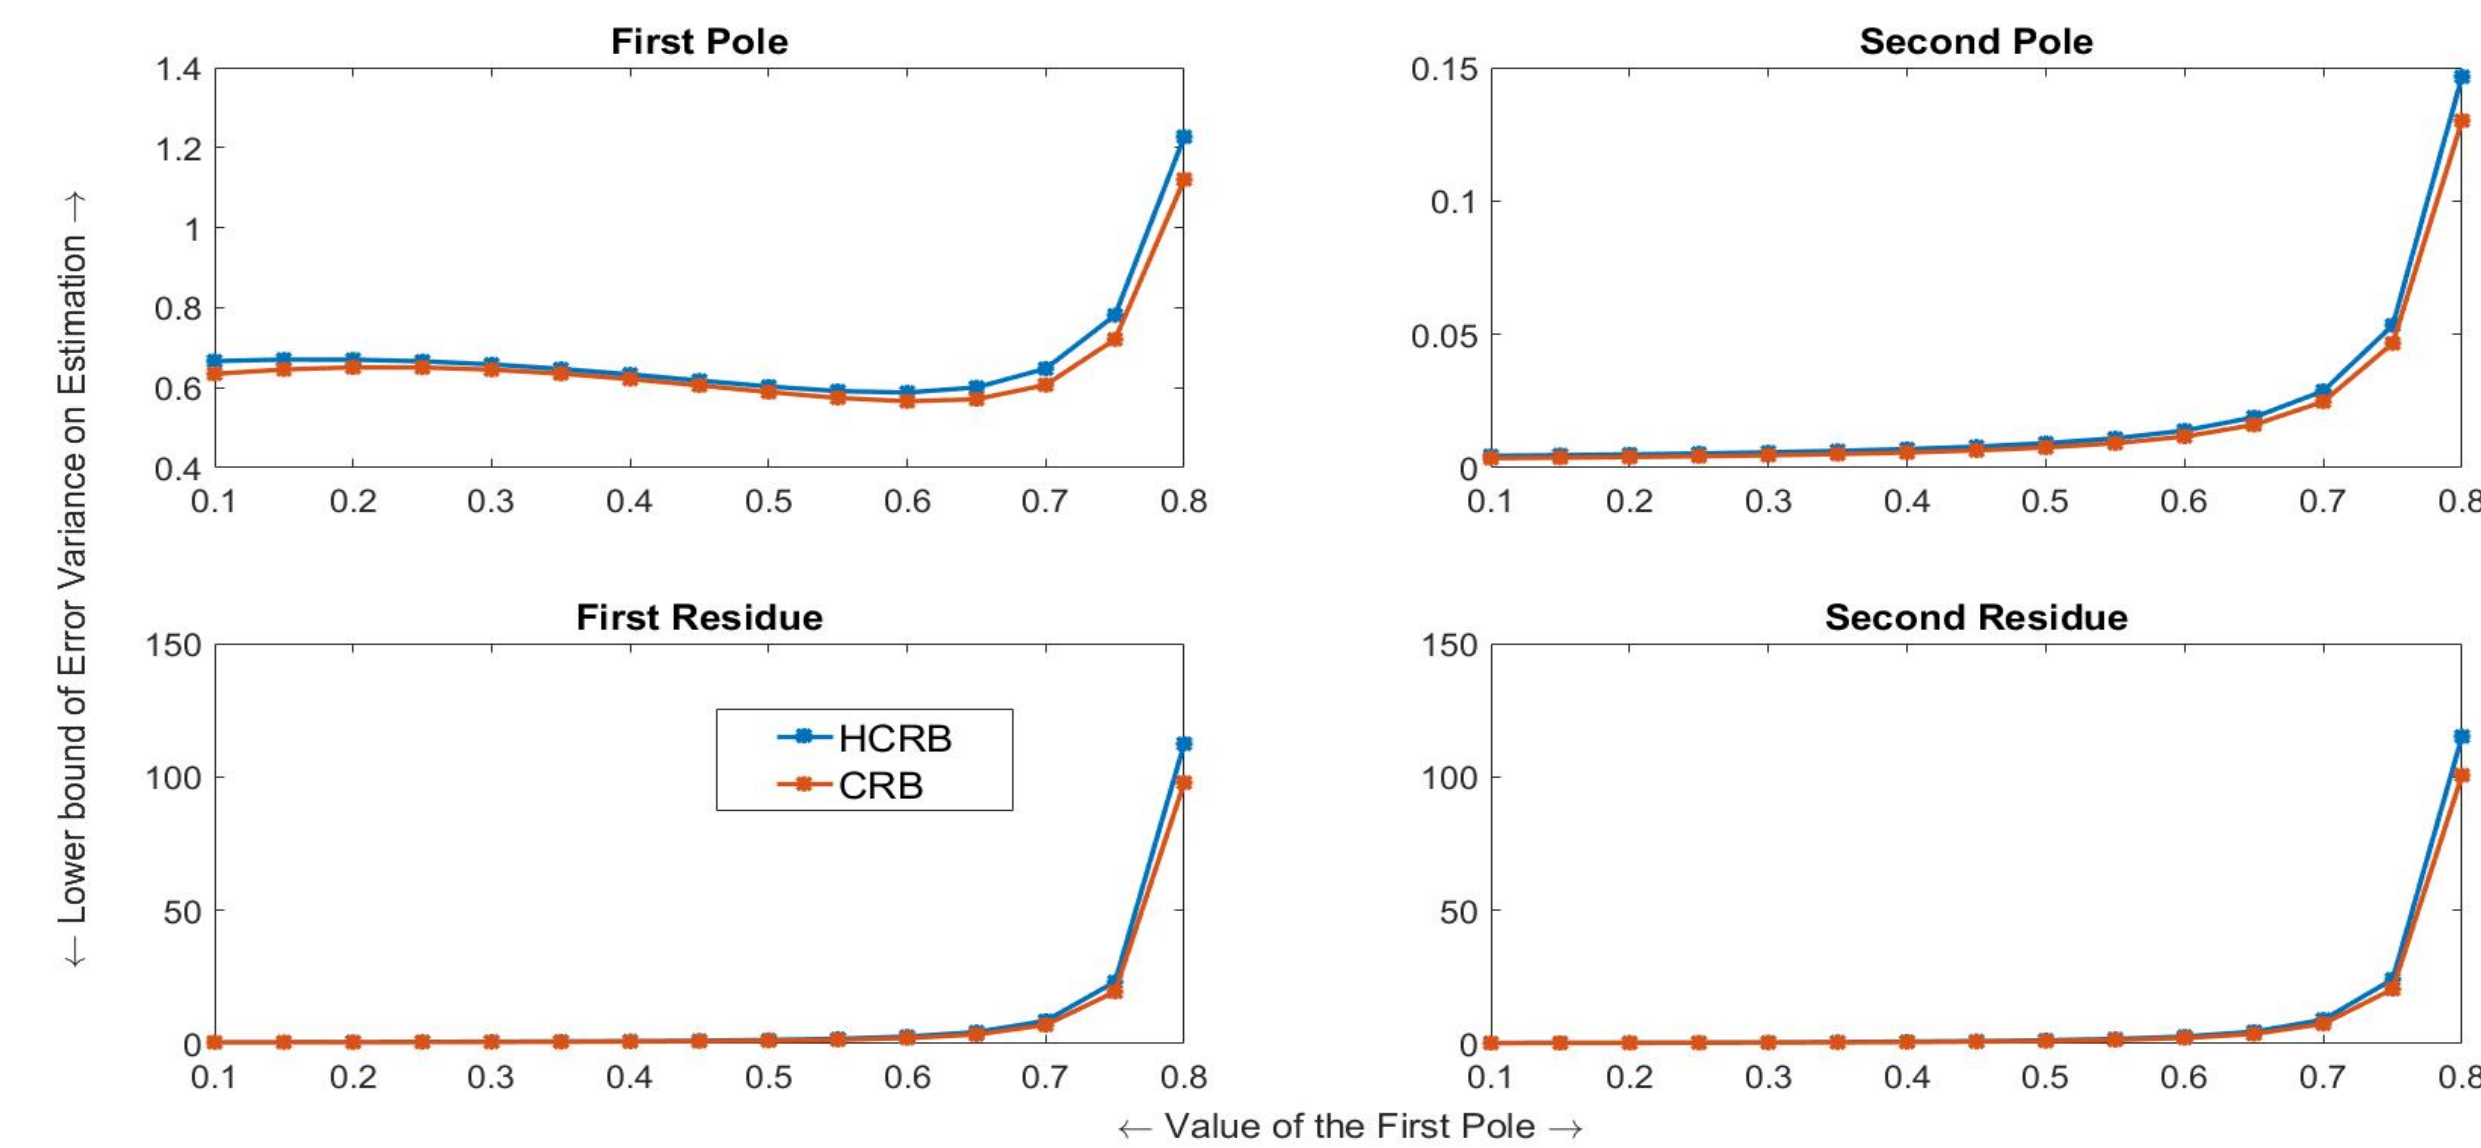 First Pole
1.4
1.2
1
0.8
0.6
0.4
0.1 0.2 0.3 0.4 0.5 0.6 0.7 0.8
Second Pole
0.15
0.1
0.05
0
0.1 0.2 0.3 0.4 0.5 0.6 0.7 0.8
← Lower bound of Error Variance on Estimation →
First Residue
150
100
50
0
0.1 0.2 0.3 0.4 0.5 0.6 0.7 0.8
HCRB
CRB
Second Residue
150
100
50
0
0.1 0.2 0.3 0.4 0.5 0.6 0.7 0.8
← Value of the First Pole →